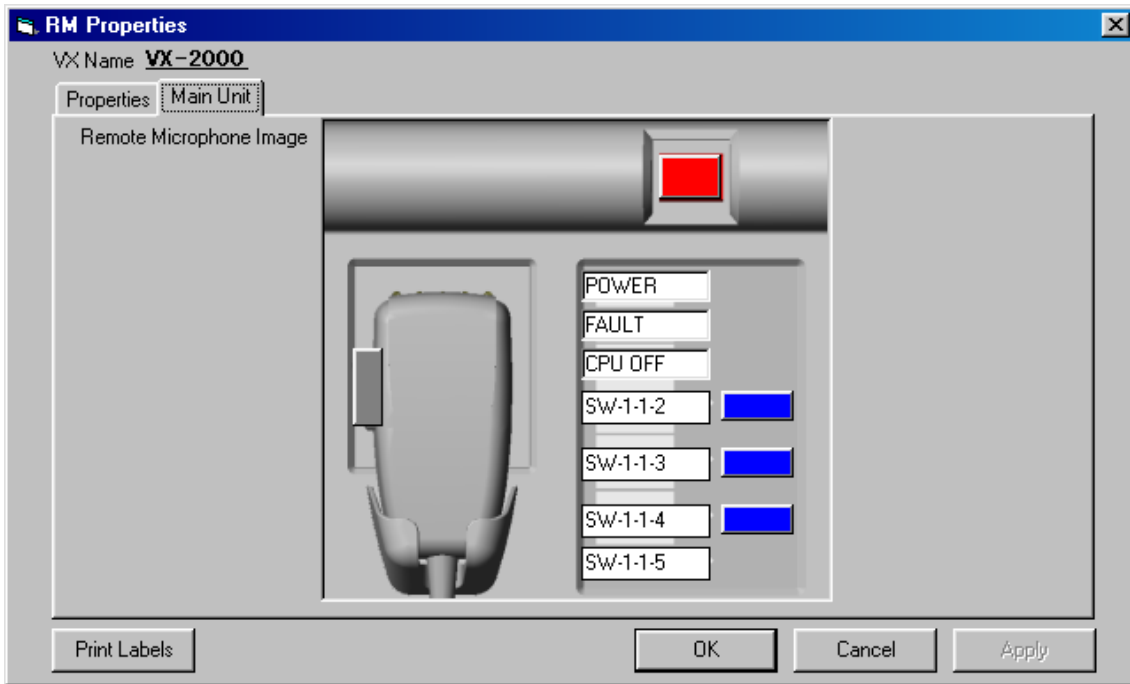 RM Properties
VX Name VX-2000
Properties Main Unit
Remote Microphone Image
POWER
FAULT
CPU OFF
SW-1-1-2
SW-1-1-3
SW-1-1-4
SW-1-1-5
Print Labels OK Cancel Apply